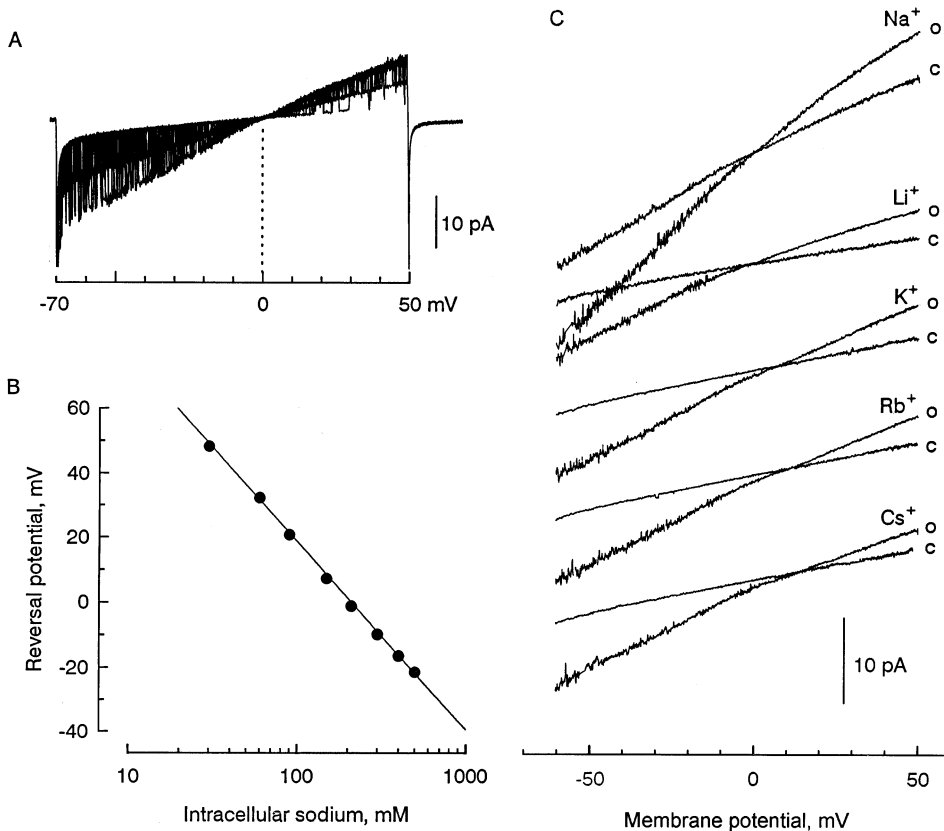 A
10 pA
-70
0
50 mV
B
60
40
20
0
-20
-40
10
100
1000
Reversal potential, mV
Intracellular sodium, mM
C
Na+
o
c
Li+
o
c
K+
o
c
Rb+
o
c
Cs+
o
c
10 pA
-50
0
50
Membrane potential, mV